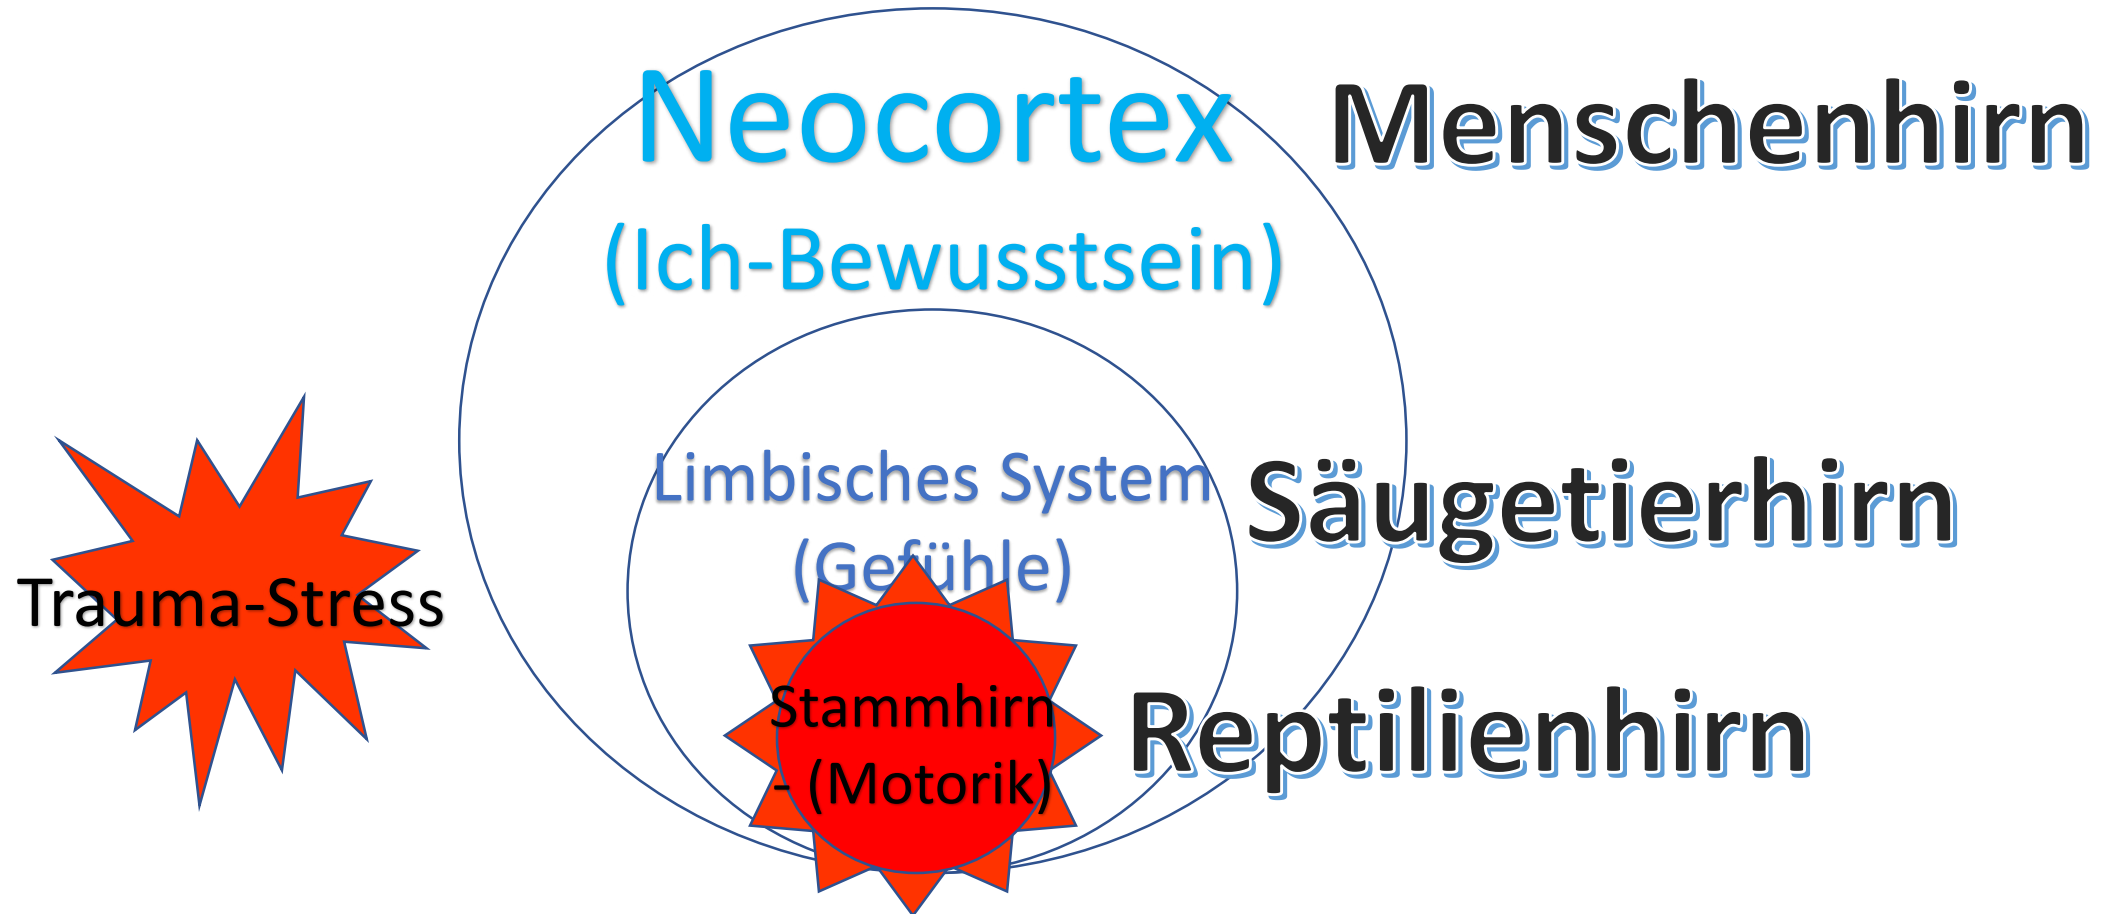 Neocortex
(Ich-Bewusstsein)
Menschenhirn
Limbisches System
(Gefühle)
Säugetierhirn
Trauma-Stress
Stammhirn
- (Motorik)
Reptilienhirn